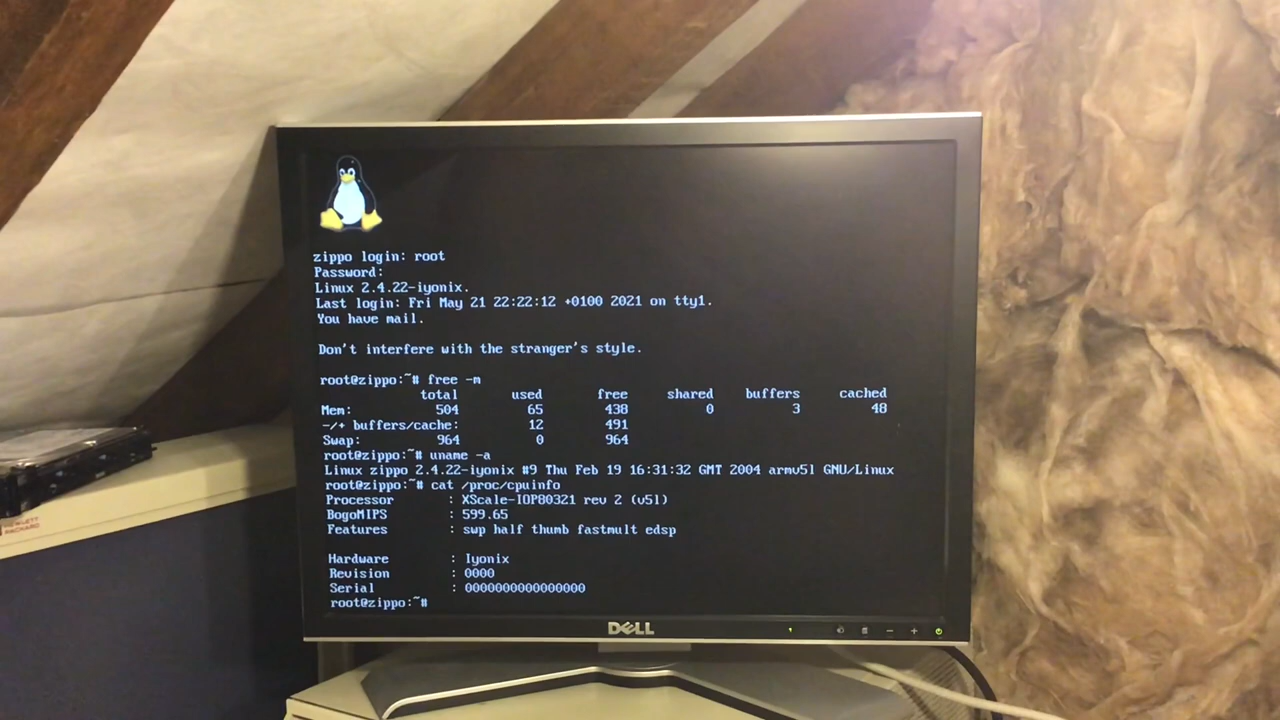 zippo login: root
Password:
Linux 2.4.22-iyonix.
Last login: Fri May 21 22:22:12 +0100 2021 on tty1.
You have mail.
Don't interfere with the stranger's style.
root@zippo:~# free -m
total used free shared buffers cached
Mem: 504 65 438 0 3 48
-/+ buffers/cache: 12 491
Swap: 964 0 964
root@zippo:~# uname -a
Linux zippo 2.4.22-iyonix #9 Thu Feb 19 16:31:32 GMT 2004 armv5l GNU/Linux
root@zippo:~# cat /proc/cpuinfo
Processor : XScale-IOP80321 rev 2 (v5l)
BogoMIPS : 599.65
Features : swp half thumb fastmult edsp
Hardware : Iyonix
Revision : 0000
Serial : 0000000000000000
root@zippo:~#
DELL
HEWLETT
PACKARD